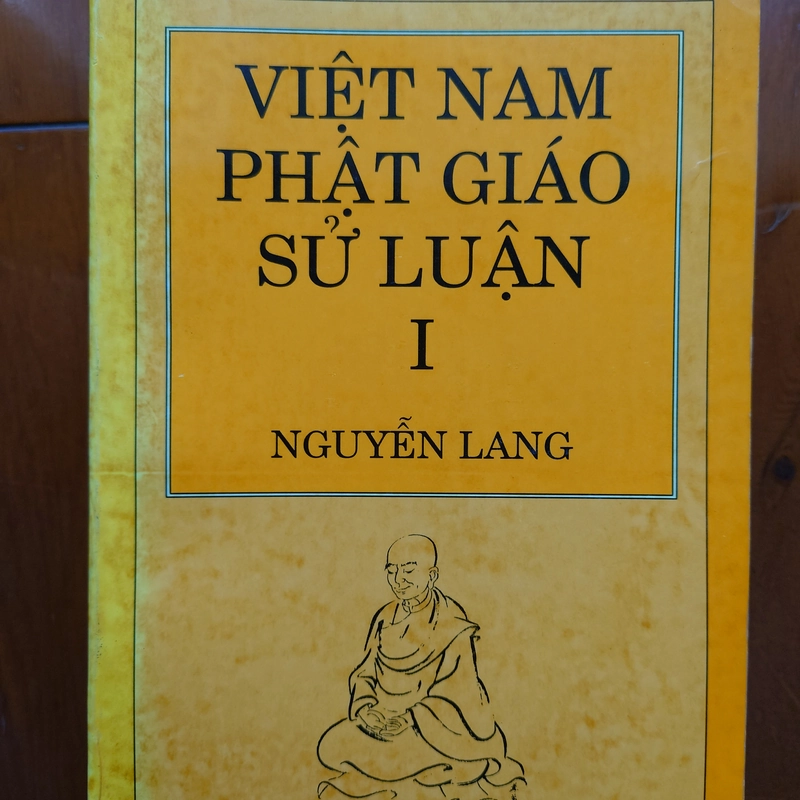 VIỆT NAM
PHẬT GIÁO
SỬ LUẬN
I
NGUYỄN LANG